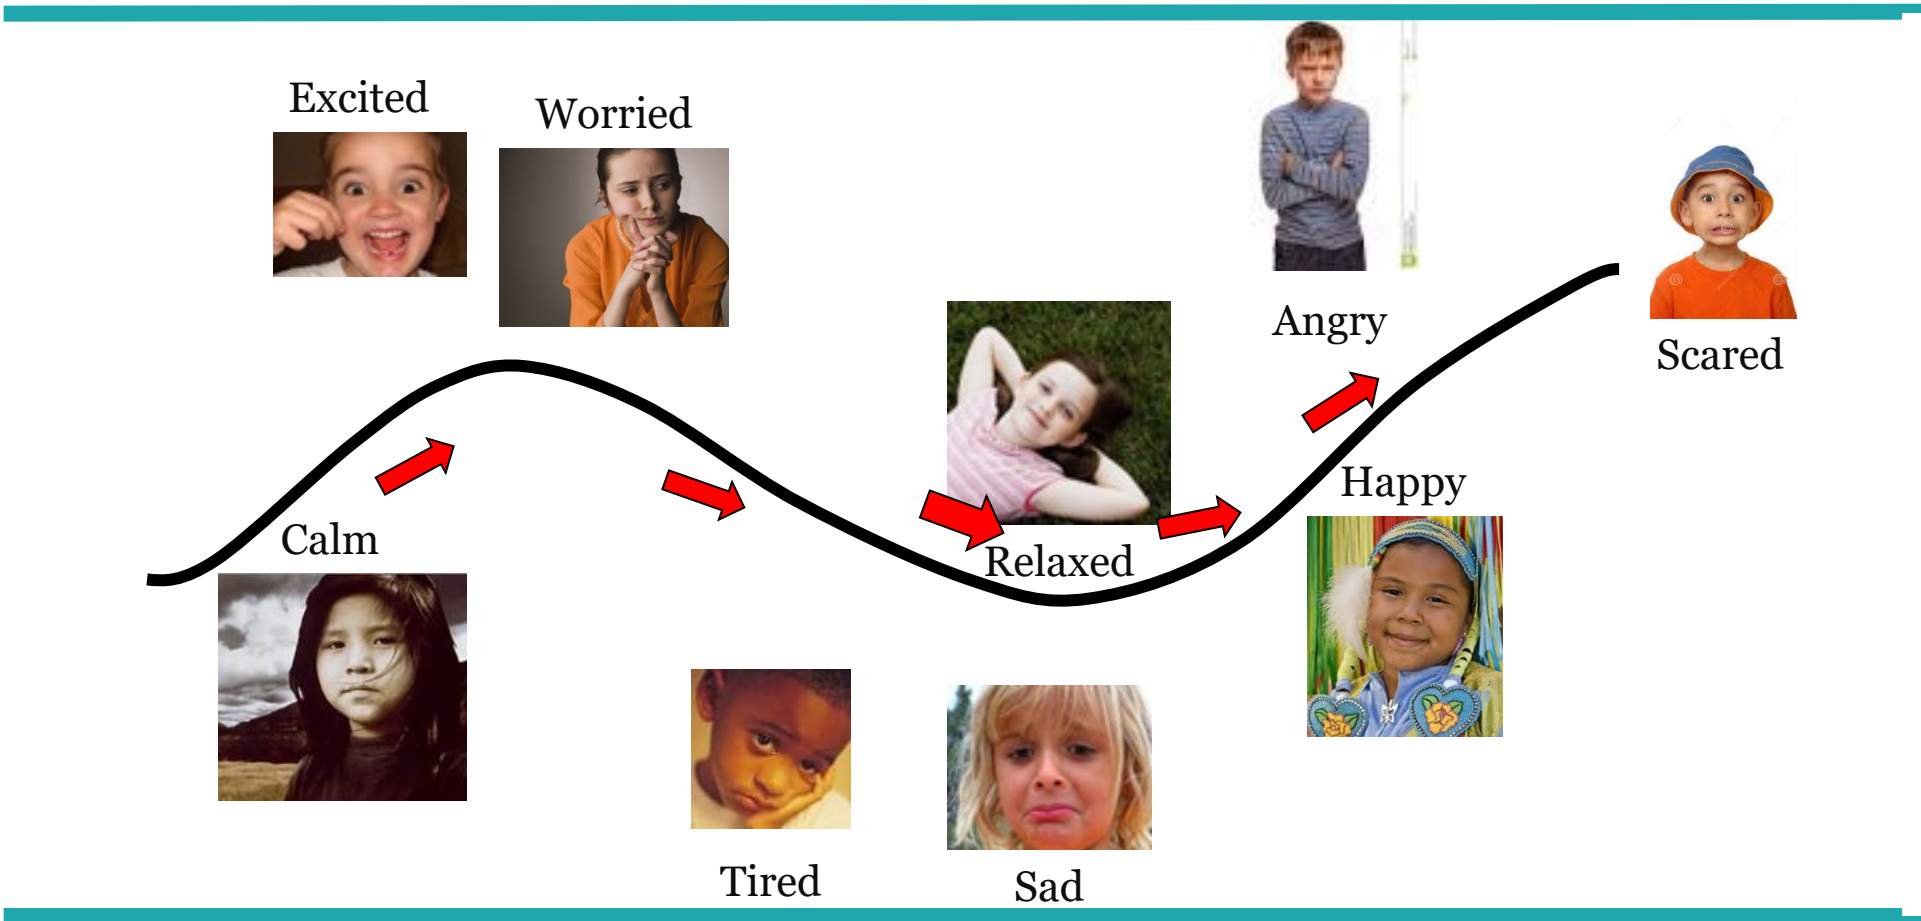 Excited
Worried
Angry
Scared
Happy
Calm
Relaxed
Tired
Sad